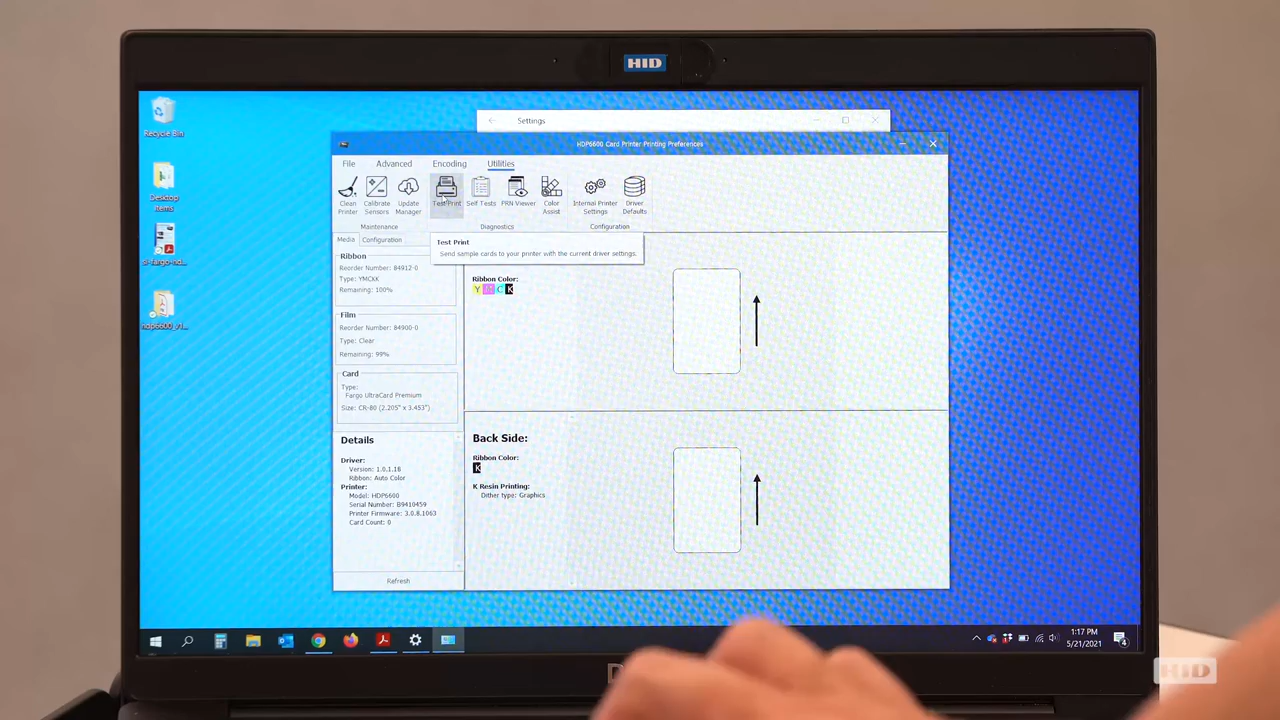 HID
Recycle Bin
Desktop
Items
Settings
HDP6600 Card Printer Printing Preferences
File
Advanced
Encoding
Utilities
Clean
Printer
Calibrate
Sensors
Update
Manager
Test Print
Self Tests
PRN Viewer
Color
Assist
Internal Printer
Settings
Driver
Defaults
Maintenance
Diagnostics
Configuration
Media
Configuration
Test Print
Send sample cards to your printer with the current driver settings.
Ribbon
Reorder Number: 84912-0
Type: YMCKK
Remaining: 100%
Film
Reorder Number: 84900-0
Type: Clear
Remaining: 99%
Card
Type:
Fargo UltraCard Premium
Size: CR-80 (2.205" x 3.453")
Details
Driver:
Version: 1.0.1.18
Ribbon: Auto Color
Printer:
Model: HDP6600
Serial Number: B9410459
Printer Firmware: 3.0.8.1063
Card Count: 0
Refresh
Ribbon Color:
Y M C K
Back Side:
Ribbon Color:
K
K Resin Printing:
Dither type: Graphics
1:17 PM
5/21/2021
4
HID